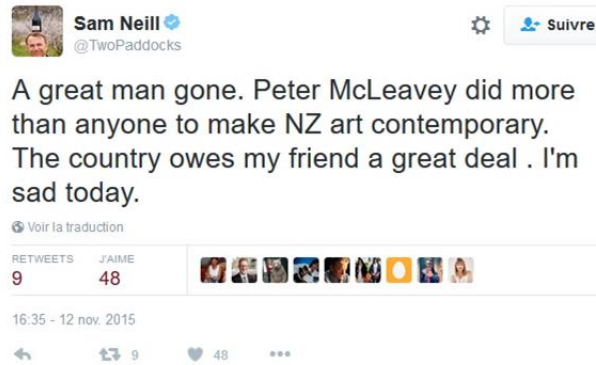 Sam Neill
@TwoPaddocks
Suivre
A great man gone. Peter McLeavey did more
than anyone to make NZ art contemporary.
The country owes my friend a great deal . I'm
sad today.
Voir la traduction
RETWEETS J'AIME
9 48
16:35 - 12 nov. 2015
9 48